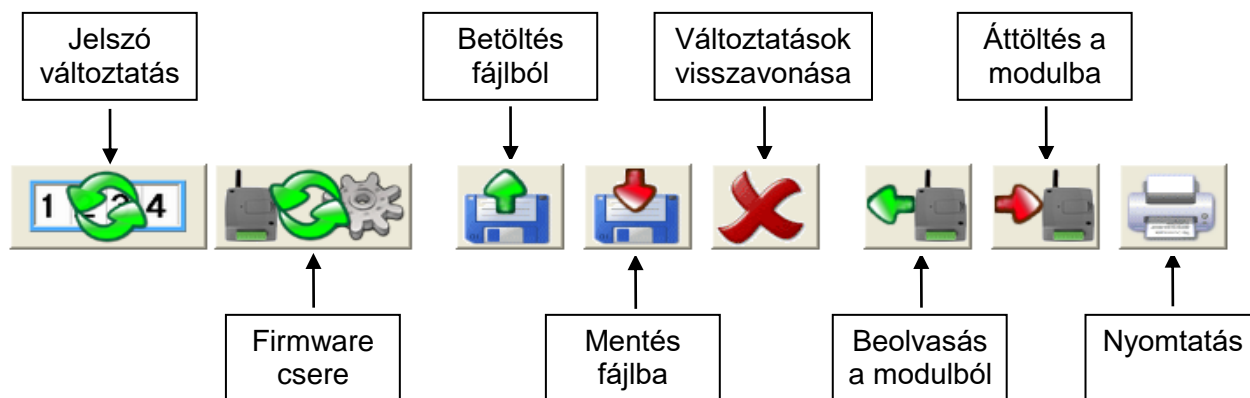 Jelszó
változtatás
Betöltés
fájlból
Változtatások
visszavonása
Áttöltés a
modulba
1 2 3 4
Firmware
csere
Mentés
fájlba
Beolvasás
a modulból
Nyomtatás